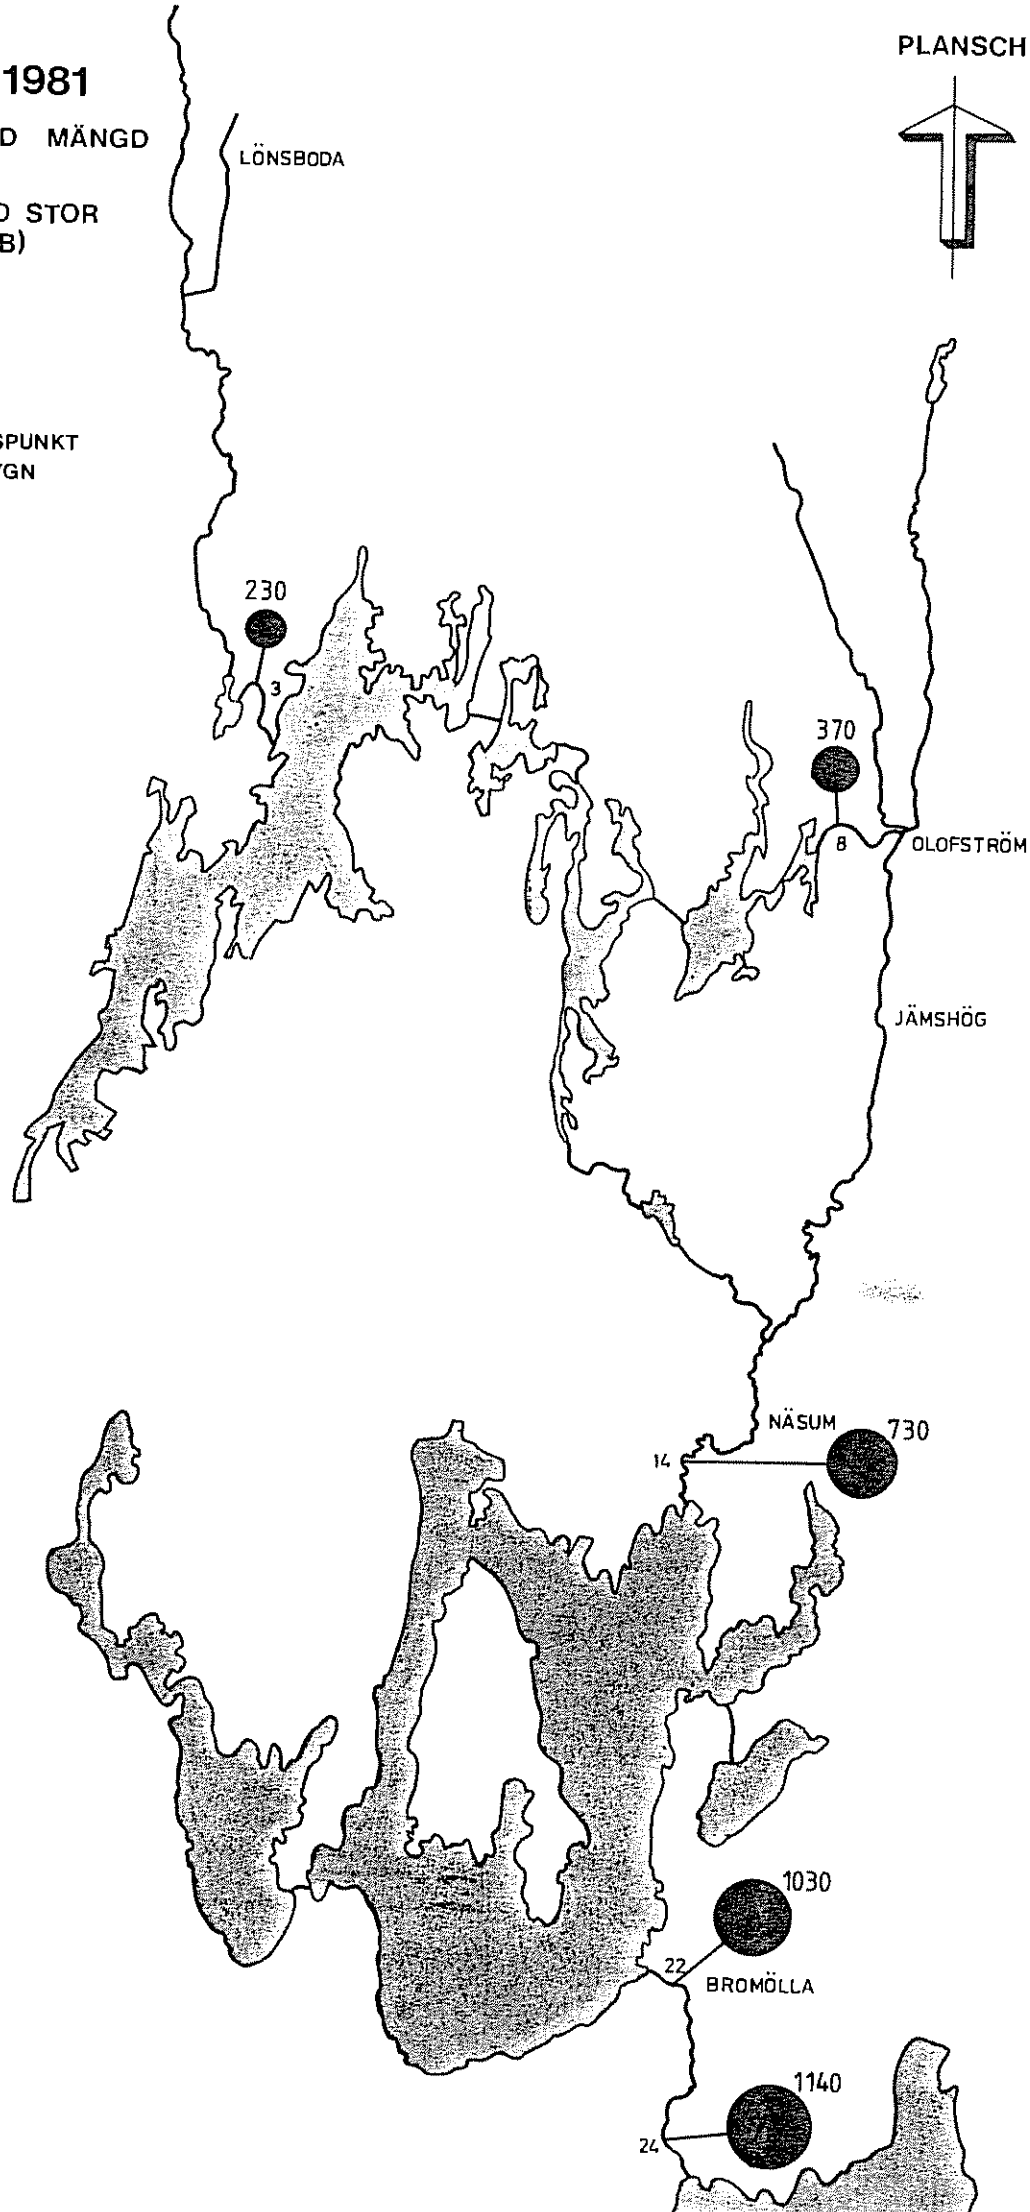 PLANSCH
1981
D MÄNGD
LÖNSBODA
D STOR
B)
SPUNKT
YGN
230
3
370
8
OLOFSTRÖM
JÄMSHÖG
NÄSUM
730
14
1030
22
BROMÖLLA
1140
24